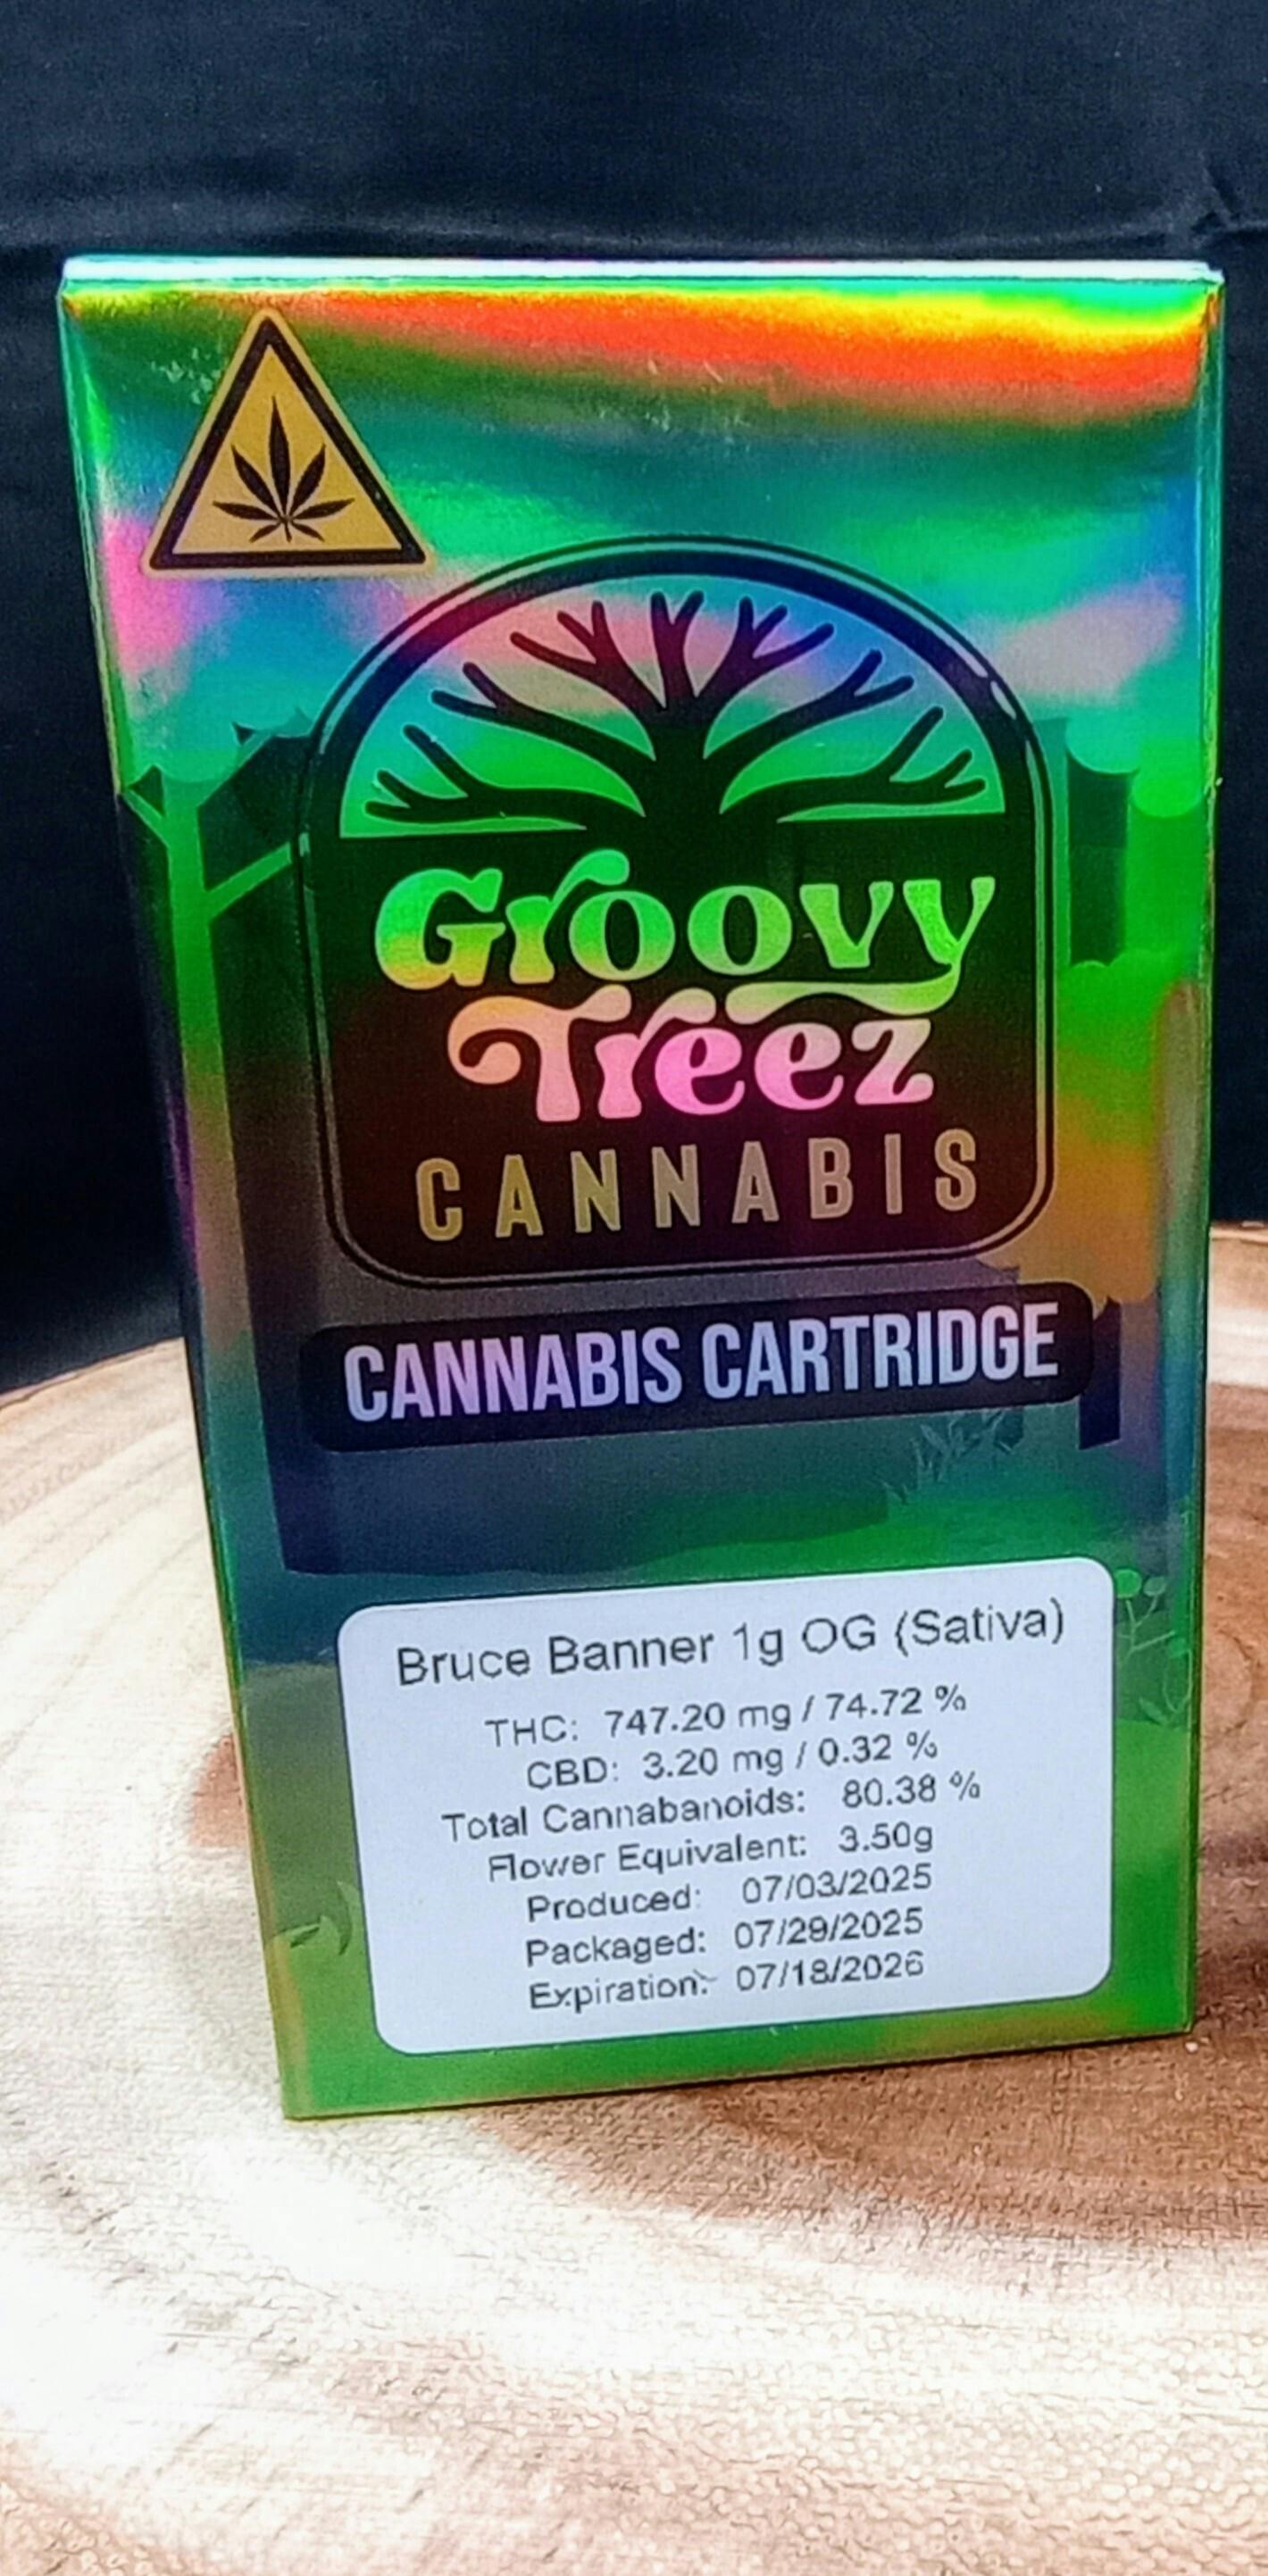 Groovy
Treez
CANNABIS
CANNABIS CARTRIDGE
Bruce Banner 1g OG (Sativa)
THC: 747.20 mg / 74.72 %
CBD: 3.20 mg / 0.32 %
Total Cannabanoids: 80.38 %
Flower Equivalent: 3.50g
Produced: 07/03/2025
Packaged: 07/29/2025
Expiration: 07/18/2026